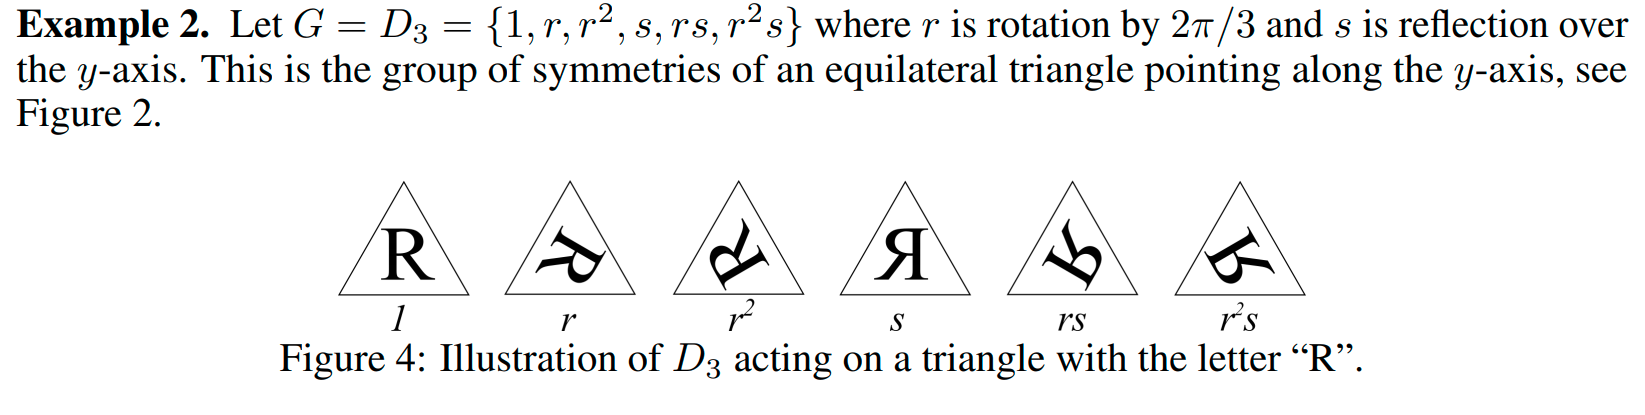 Example 2. Let G = D₃ = {1, r, r², s, rs, r²s} where r is rotation by 2π/3 and s is reflection over
the y-axis. This is the group of symmetries of an equilateral triangle pointing along the y-axis, see
Figure 2.
R R R R R R
1 r r² s rs r²s
Figure 4: Illustration of D₃ acting on a triangle with the letter “R”.